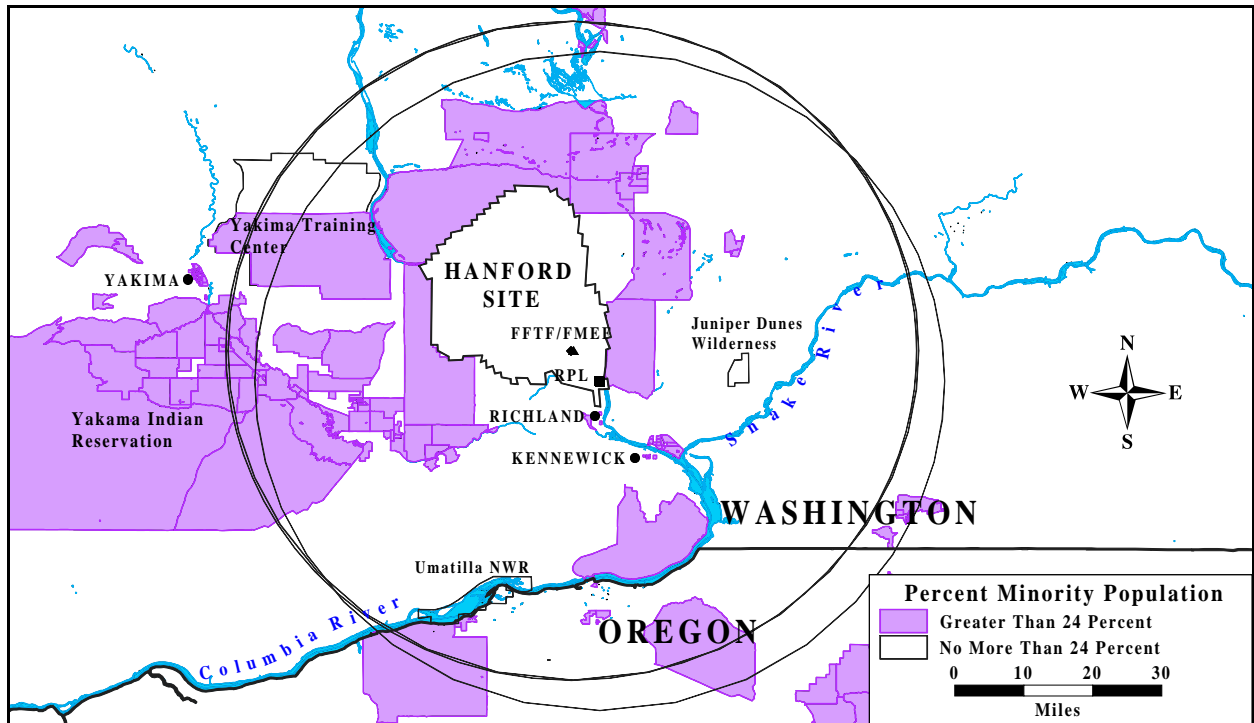 Yakima Training
Center
YAKIMA
HANFORD
SITE
FFTF/FMEF
RPL
Juniper Dunes
Wilderness
Snake River
N
W E
S
RICHLAND
Yakama Indian
Reservation
KENNEWICK
WASHINGTON
Umatilla NWR
Columbia River
OREGON
Percent Minority Population
Greater Than 24 Percent
No More Than 24 Percent
0 10 20 30
Miles